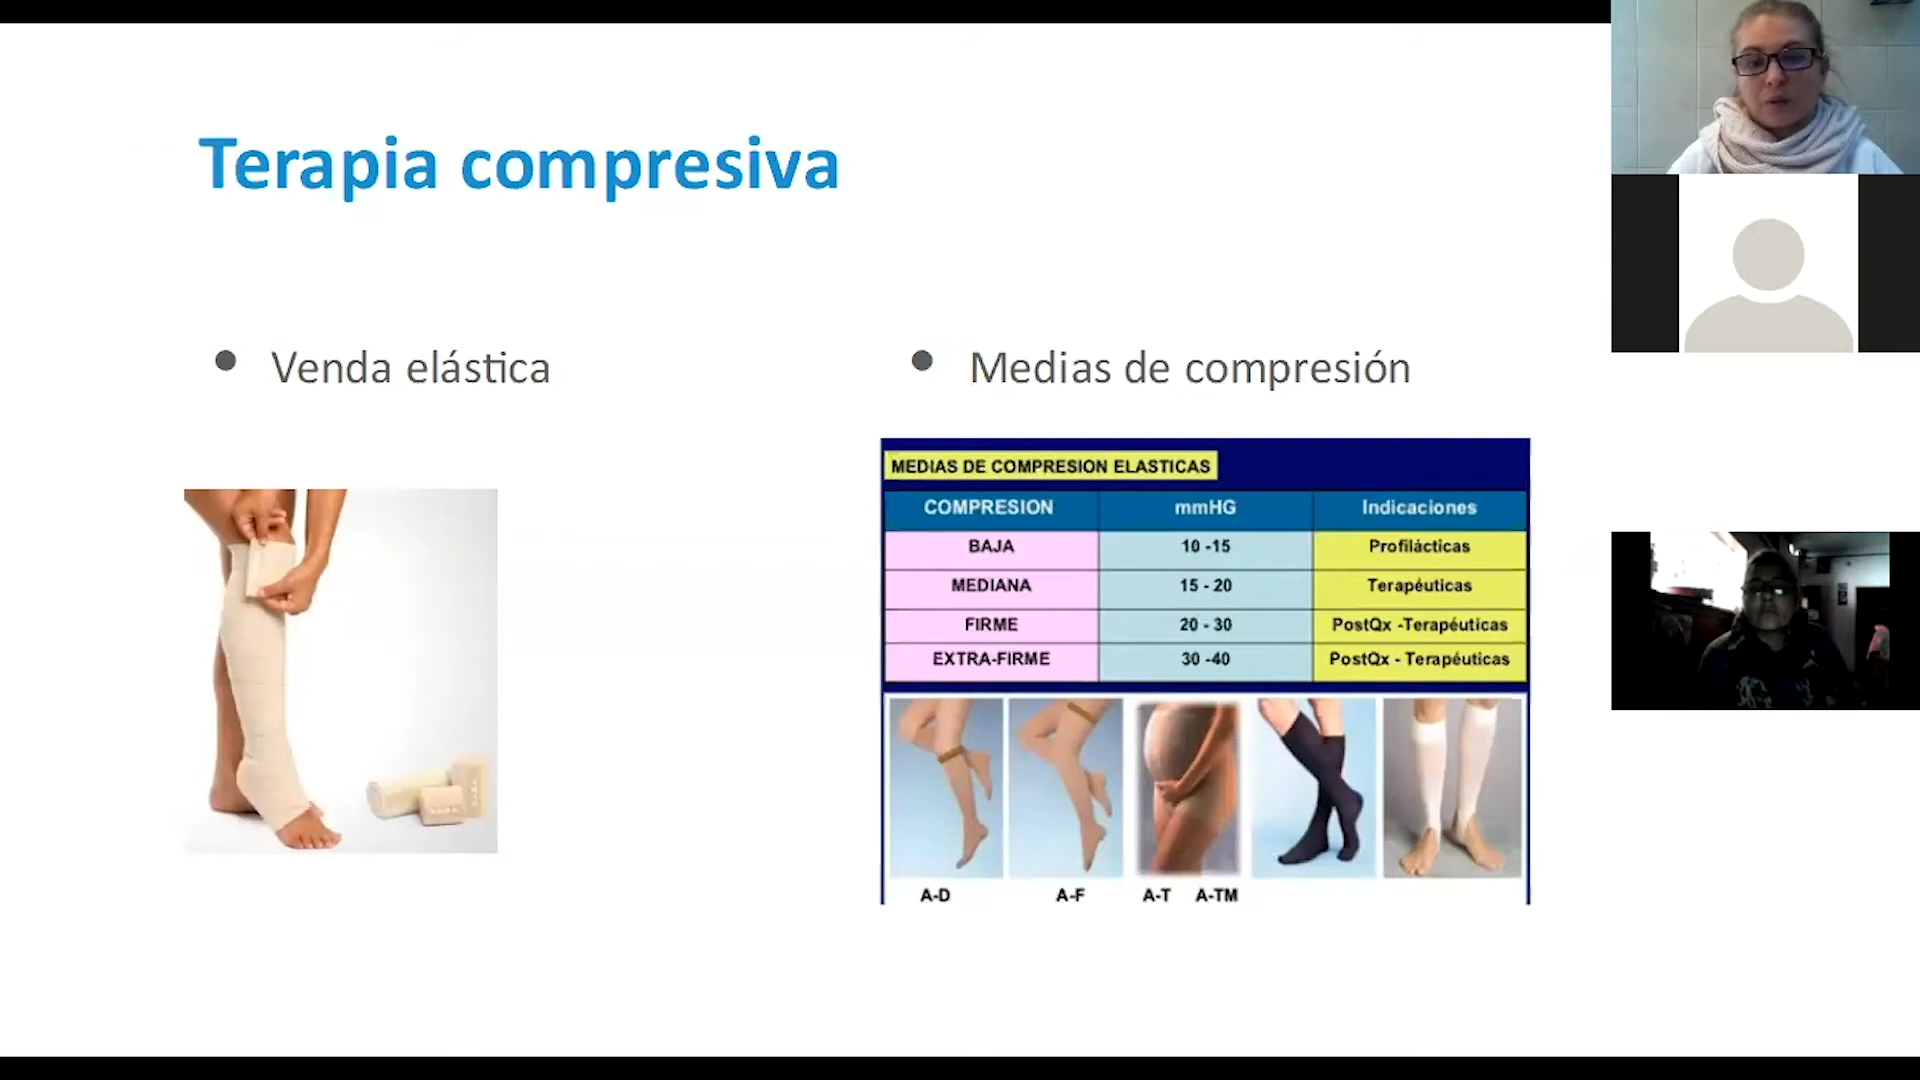 Terapia compresiva
• Venda elástica
• Medias de compresión
MEDIAS DE COMPRESION ELASTICAS
COMPRESION mmHG Indicaciones
BAJA 10 -15 Profilácticas
MEDIANA 15 - 20 Terapéuticas
FIRME 20 - 30 PostQx -Terapéuticas
EXTRA-FIRME 30 -40 PostQx - Terapéuticas
A-D A-F A-T A-TM